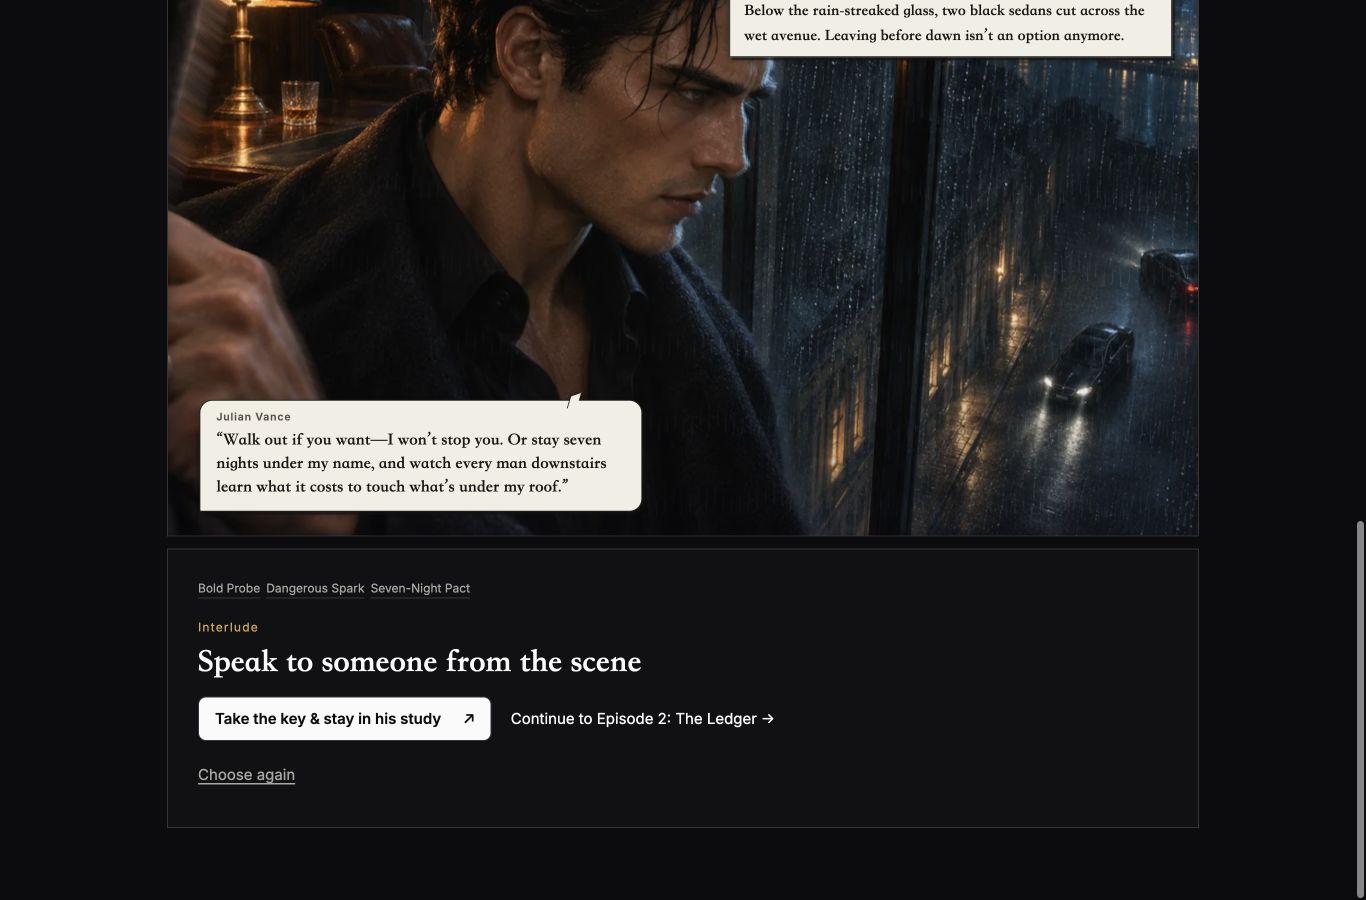 Below the rain-streaked glass, two black sedans cut across the
wet avenue. Leaving before dawn isn’t an option anymore.
Julian Vance
“Walk out if you want—I won’t stop you. Or stay seven
nights under my name, and watch every man downstairs
learn what it costs to touch what’s under my roof.”
Bold Probe Dangerous Spark Seven-Night Pact
Interlude
Speak to someone from the scene
Take the key & stay in his study ↗ Continue to Episode 2: The Ledger →
Choose again